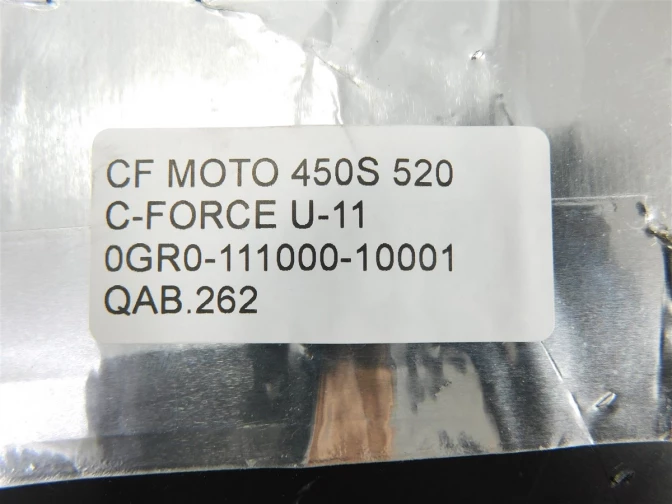 CF MOTO 450S 520
C-FORCE U-11
0GR0-111000-10001
QAB.262